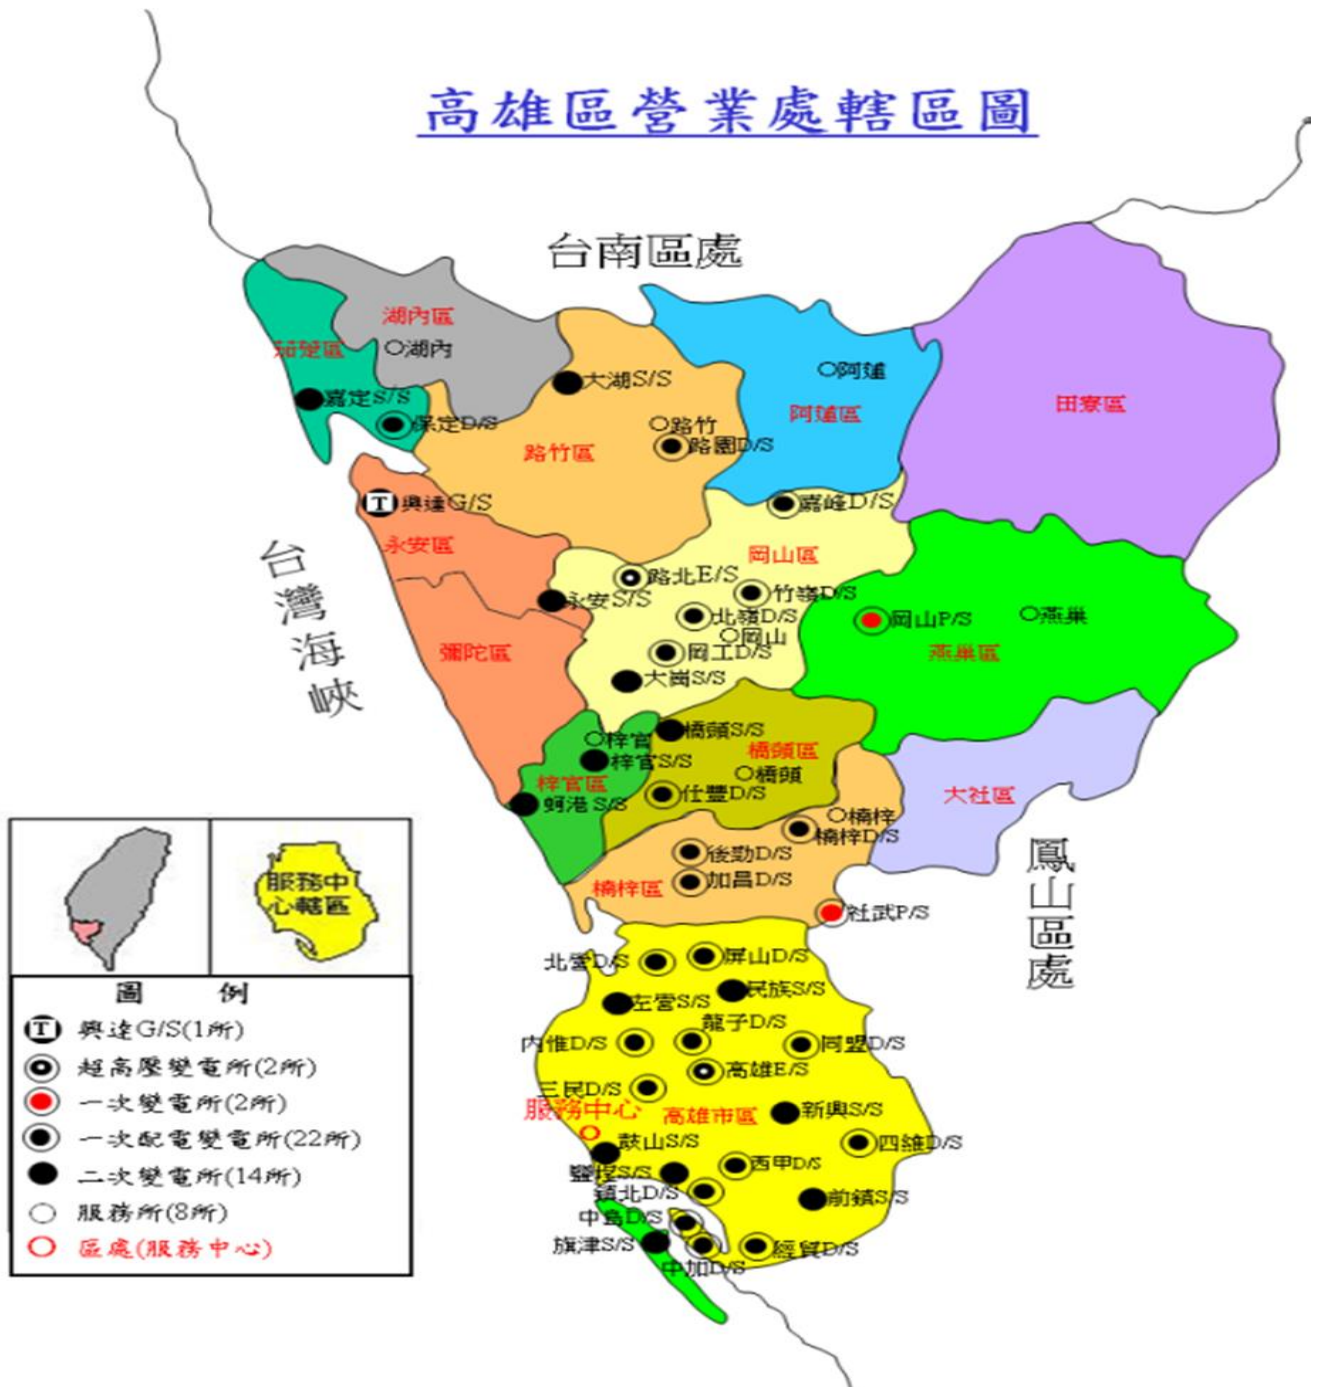 高雄區營業處轄區圖
台南區處
湖內區
湖內
茄萣區
嘉定S/S
保定D/S
大湖S/S
路竹
路園D/S
路竹區
阿蓮
阿蓮區
田寮區
興達G/S
永安區
嘉峰D/S
岡山區
路北E/S
竹嶺D/S
永安S/S
北嶺D/S
岡山
岡工D/S
大崗S/S
岡山P/S
燕巢
燕巢區
台灣海峽
彌陀區
梓官
梓官S/S
梓官區
蚵港S/S
橋頭S/S
橋頭區
橋頭
仕豐D/S
大社區
楠梓
楠梓D/S
後勁D/S
加昌D/S
楠梓區
社武P/S
鳳山區處
北營D/S
屏山D/S
左營S/S
民族S/S
龍子D/S
內惟D/S
同盟D/S
高雄E/S
三民D/S
服務中心
高雄市區
新興S/S
鼓山S/S
四維D/S
鹽埕S/S
西甲D/S
鎮北D/S
前鎮S/S
中島D/S
旗津S/S
中加D/S
經貿D/S
服務中
心轄區
圖 例
T 興達G/S(1所)
超高壓變電所(2所)
一次變電所(2所)
一次配電變電所(22所)
二次變電所(14所)
服務所(8所)
區處(服務中心)